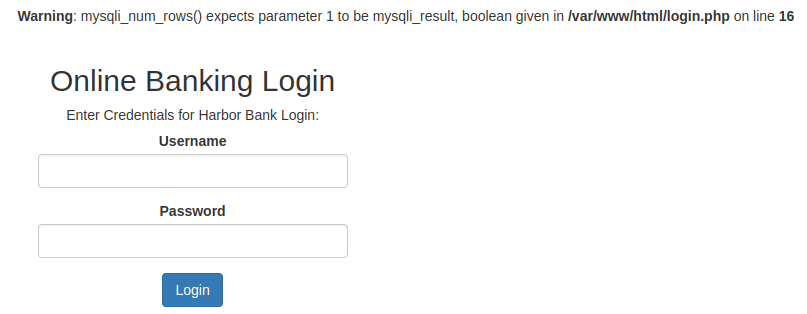 Warning: mysqli_num_rows() expects parameter 1 to be mysqli_result, boolean given in /var/www/html/login.php on line 16
Online Banking Login
Enter Credentials for Harbor Bank Login:
Username
Password
Login